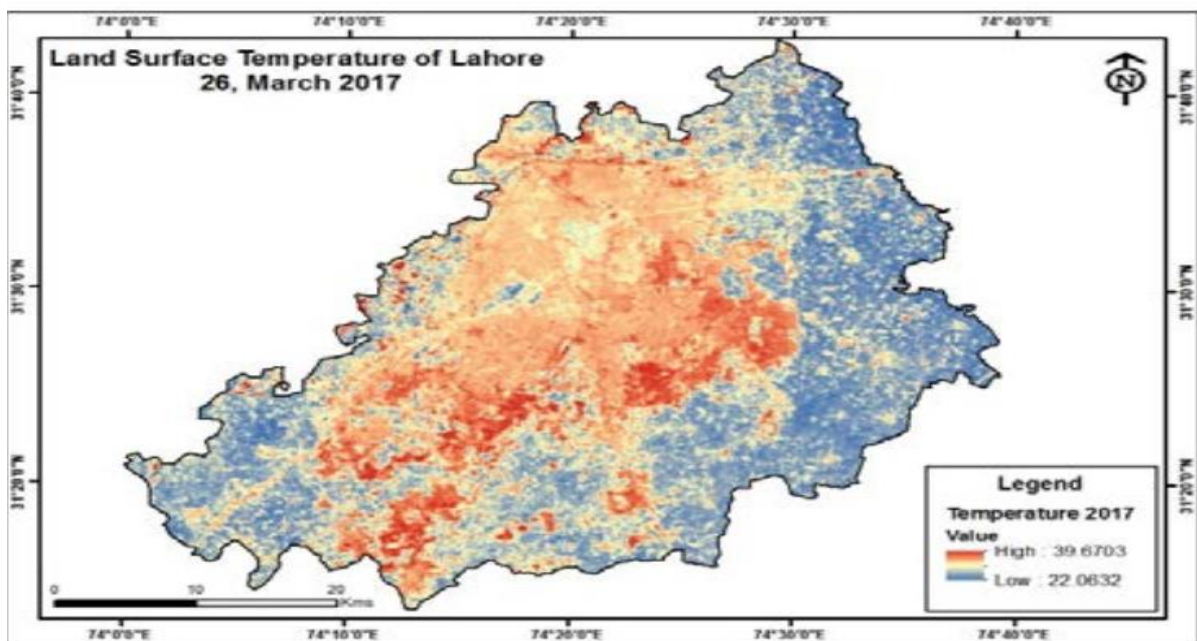 74°0'0"E 74°10'0"E 74°20'0"E 74°30'0"E 74°40'0"E
Land Surface Temperature of Lahore
26, March 2017
N
31°40'0"N 31°40'0"N
31°30'0"N 31°30'0"N
31°20'0"N 31°20'0"N
Legend
Temperature 2017
Value
High : 39.6703
Low : 22.0632
0 10 20
Kms
74°0'0"E 74°10'0"E 74°20'0"E 74°30'0"E 74°40'0"E